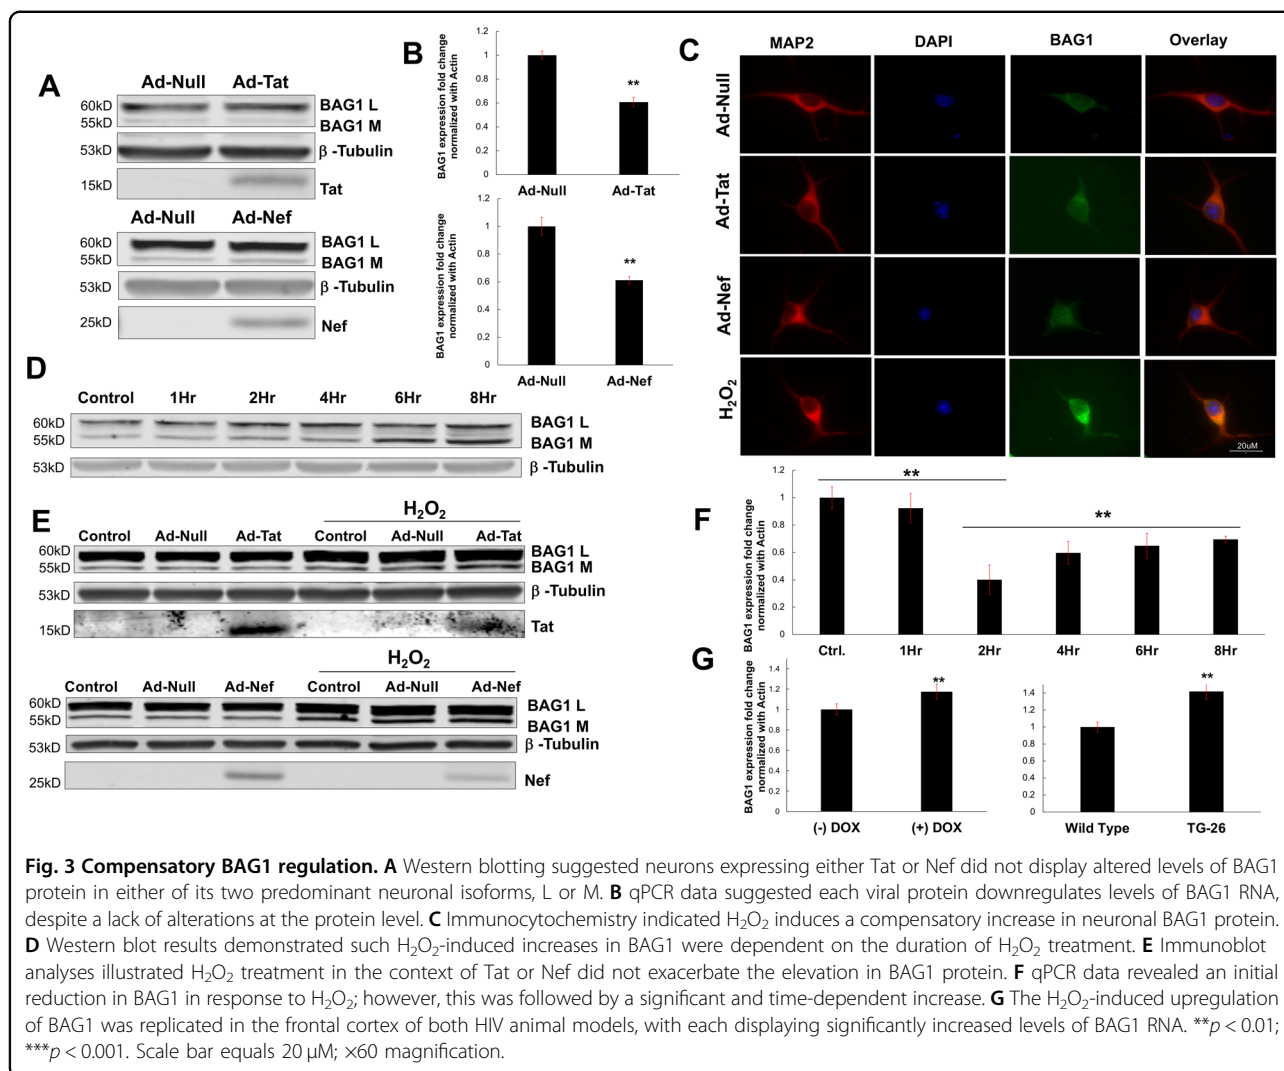 A
Ad-Null Ad-Tat
60kD BAG1 L
55kD BAG1 M
53kD β -Tubulin
15kD Tat
Ad-Null Ad-Nef
60kD BAG1 L
55kD BAG1 M
53kD β -Tubulin
25kD Nef
B
BAG1 expression fold change
normalized with Actin
1.2
1
0.8
0.6
0.4
0.2
0
**
Ad-Null Ad-Tat
BAG1 expression fold change
normalized with Actin
1.2
1
0.8
0.6
0.4
0.2
0
**
Ad-Null Ad-Nef
C
MAP2 DAPI BAG1 Overlay
Ad-Null
Ad-Tat
Ad-Nef
H₂O₂
20uM
D
Control 1Hr 2Hr 4Hr 6Hr 8Hr
60kD BAG1 L
55kD BAG1 M
53kD β -Tubulin
E
H₂O₂
Control Ad-Null Ad-Tat Control Ad-Null Ad-Tat
60kD BAG1 L
55kD BAG1 M
53kD β -Tubulin
15kD Tat
H₂O₂
Control Ad-Null Ad-Nef Control Ad-Null Ad-Nef
60kD BAG1 L
55kD BAG1 M
53kD β -Tubulin
25kD Nef
F
BAG1 expression fold change
normalized with Actin
1.2
1
0.8
0.6
0.4
0.2
0
**
**
Ctrl. 1Hr 2Hr 4Hr 6Hr 8Hr
G
BAG1 expression fold change
normalized with Actin
1.4
1.2
1
0.8
0.6
0.4
0.2
0
**
(-) DOX (+) DOX
1.4
1.2
1
0.8
0.6
0.4
0.2
0
**
Wild Type TG-26
Fig. 3 Compensatory BAG1 regulation. A Western blotting suggested neurons expressing either Tat or Nef did not display altered levels of BAG1
protein in either of its two predominant neuronal isoforms, L or M. B qPCR data suggested each viral protein downregulates levels of BAG1 RNA,
despite a lack of alterations at the protein level. C Immunocytochemistry indicated H₂O₂ induces a compensatory increase in neuronal BAG1 protein.
D Western blot results demonstrated such H₂O₂-induced increases in BAG1 were dependent on the duration of H₂O₂ treatment. E Immunoblot
analyses illustrated H₂O₂ treatment in the context of Tat or Nef did not exacerbate the elevation in BAG1 protein. F qPCR data revealed an initial
reduction in BAG1 in response to H₂O₂; however, this was followed by a significant and time-dependent increase. G The H₂O₂-induced upregulation
of BAG1 was replicated in the frontal cortex of both HIV animal models, with each displaying significantly increased levels of BAG1 RNA. **p < 0.01;
***p < 0.001. Scale bar equals 20 μM; ×60 magnification.